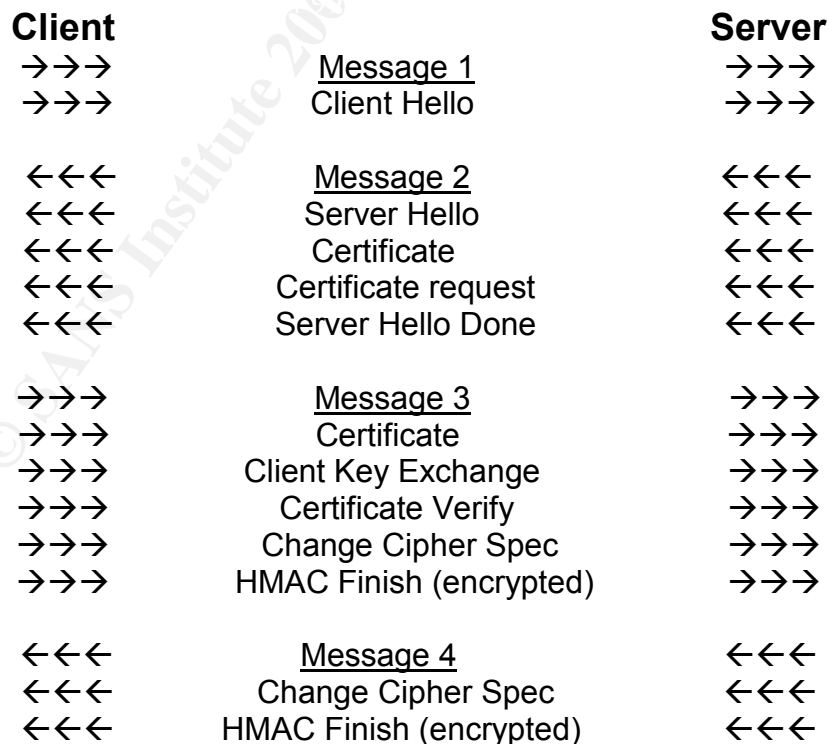 Client Server
→→→ Message 1 →→→
→→→ Client Hello →→→
←←← Message 2 ←←←
←←← Server Hello ←←←
←←← Certificate ←←←
←←← Certificate request ←←←
←←← Server Hello Done ←←←
→→→ Message 3 →→→
→→→ Certificate →→→
→→→ Client Key Exchange →→→
→→→ Certificate Verify →→→
→→→ Change Cipher Spec →→→
→→→ HMAC Finish (encrypted) →→→
←←← Message 4 ←←←
←←← Change Cipher Spec ←←←
←←← HMAC Finish (encrypted) ←←←
© SANS Institute